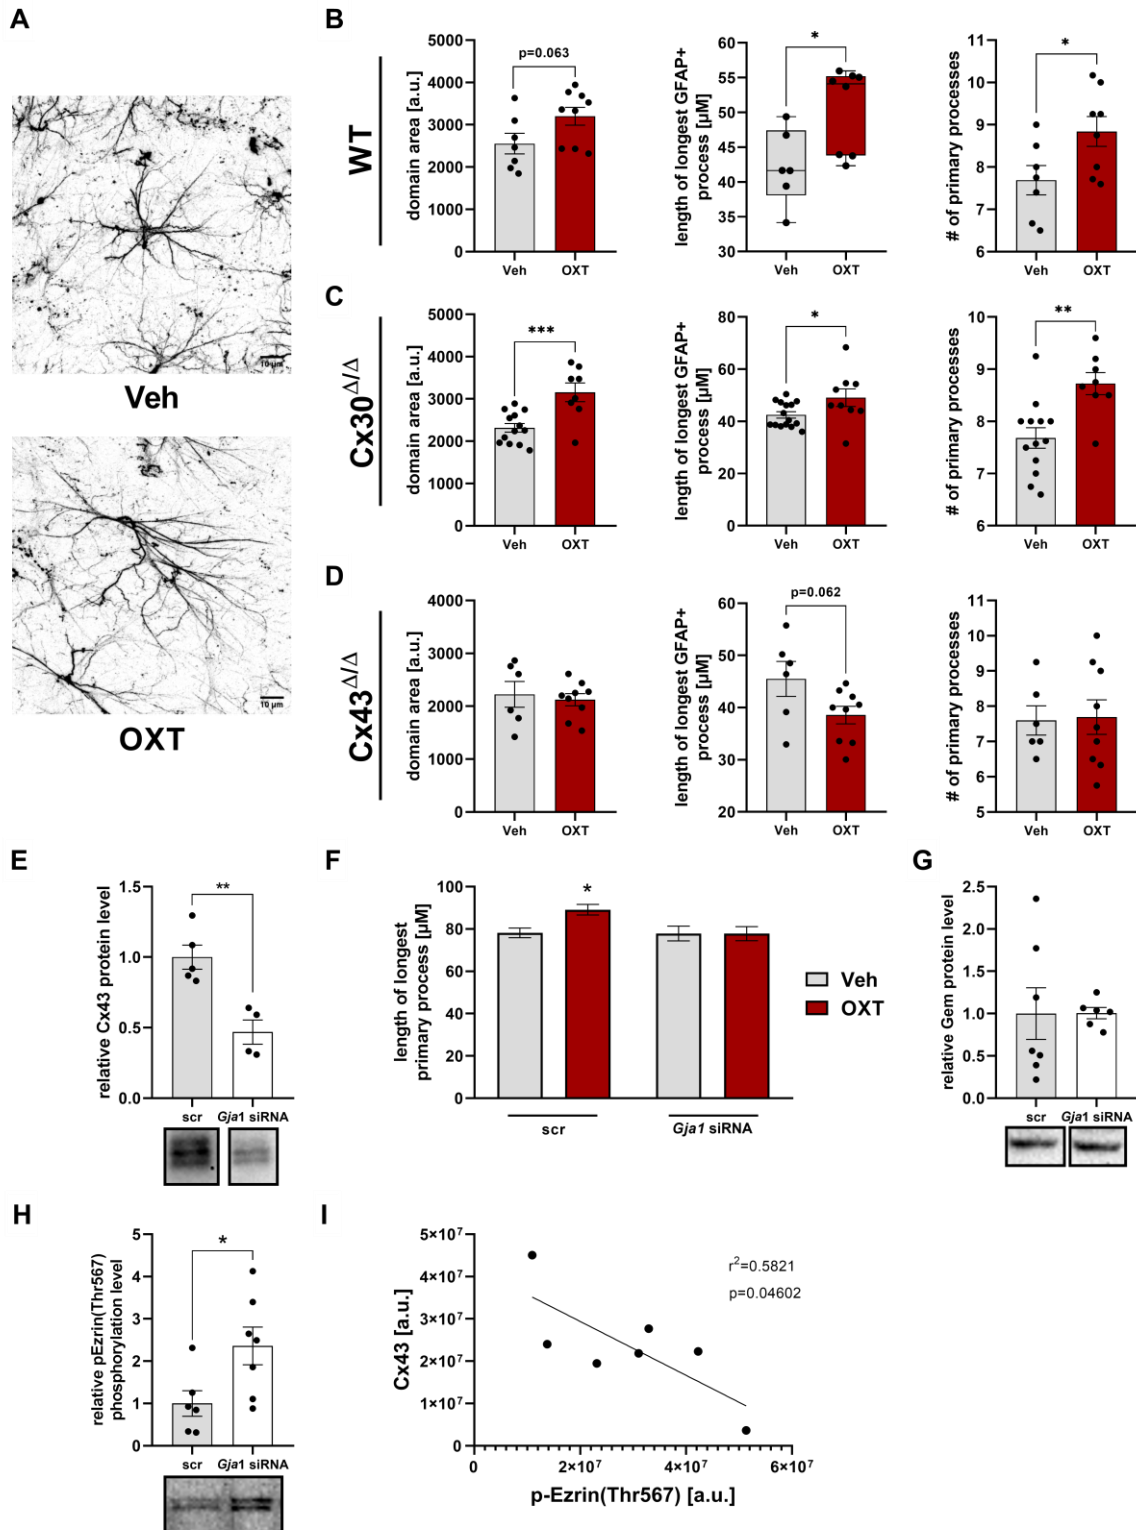 A
10 µm
Veh
10 µm
OXT
B
WT
domain area [a.u.]
5000
4000
3000
2000
1000
0
p=0.063
Veh OXT
length of longest GFAP+
process [µM]
60
55
50
45
40
35
30
*
Veh OXT
# of primary processes
11
10
9
8
7
6
*
Veh OXT
C
Cx30Δ/Δ
domain area [a.u.]
5000
4000
3000
2000
1000
0
***
Veh OXT
length of longest GFAP+
process [µM]
80
60
40
20
0
*
Veh OXT
# of primary processes
10
9
8
7
6
**
Veh OXT
D
Cx43Δ/Δ
domain area [a.u.]
4000
3000
2000
1000
0
Veh OXT
length of longest GFAP+
process [µM]
60
50
40
30
20
p=0.062
Veh OXT
# of primary processes
11
10
9
8
7
6
5
Veh OXT
E
relative Cx43 protein level
1.5
1.0
0.5
0.0
**
scr Gja1 siRNA
F
length of longest
primary process [µM]
100
80
60
40
20
0
*
scr Gja1 siRNA
Veh
OXT
G
relative Gem protein level
2.5
2.0
1.5
1.0
0.5
0.0
scr Gja1 siRNA
H
relative pEzrin(Thr567)
phosphorylation level
5
4
3
2
1
0
*
scr Gja1 siRNA
I
Cx43 [a.u.]
5×10⁷
4×10⁷
3×10⁷
2×10⁷
1×10⁷
0
r²=0.5821
p=0.04602
0 2×10⁷ 4×10⁷ 6×10⁷
p-Ezrin(Thr567) [a.u.]